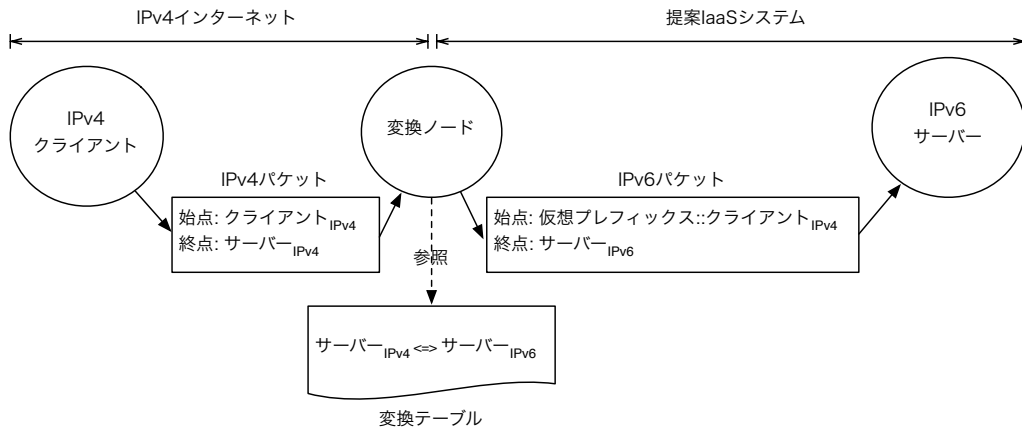 IPv4インターネット
提案IaaSシステム
IPv4
クライアント
変換ノード
IPv6
サーバー
IPv4パケット
始点: クライアントIPv4
終点: サーバーIPv4
IPv6パケット
始点: 仮想プレフィックス::クライアントIPv4
終点: サーバーIPv6
参照
サーバーIPv4 <=> サーバーIPv6
変換テーブル